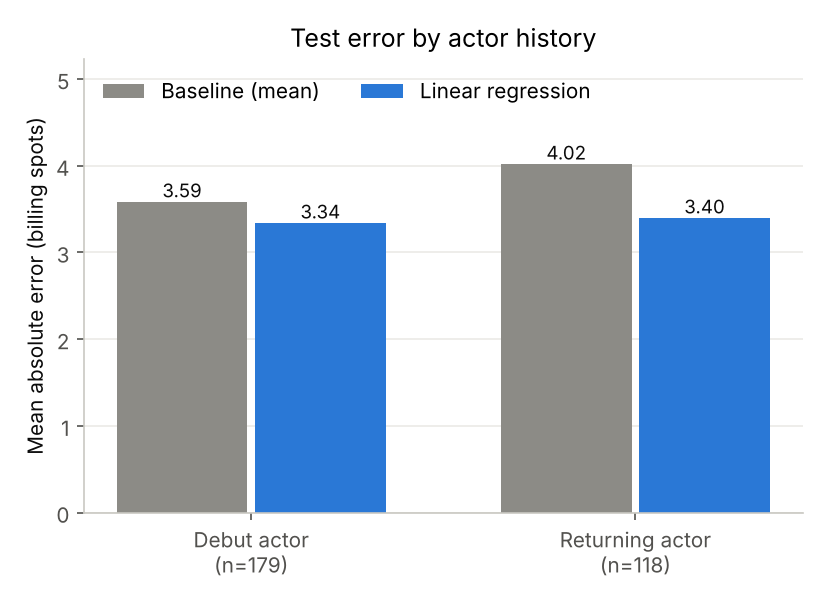 Test error by actor history
Baseline (mean)
Linear regression
Mean absolute error (billing spots)
5
4
3
2
1
0
3.59
3.34
4.02
3.40
Debut actor
(n=179)
Returning actor
(n=118)